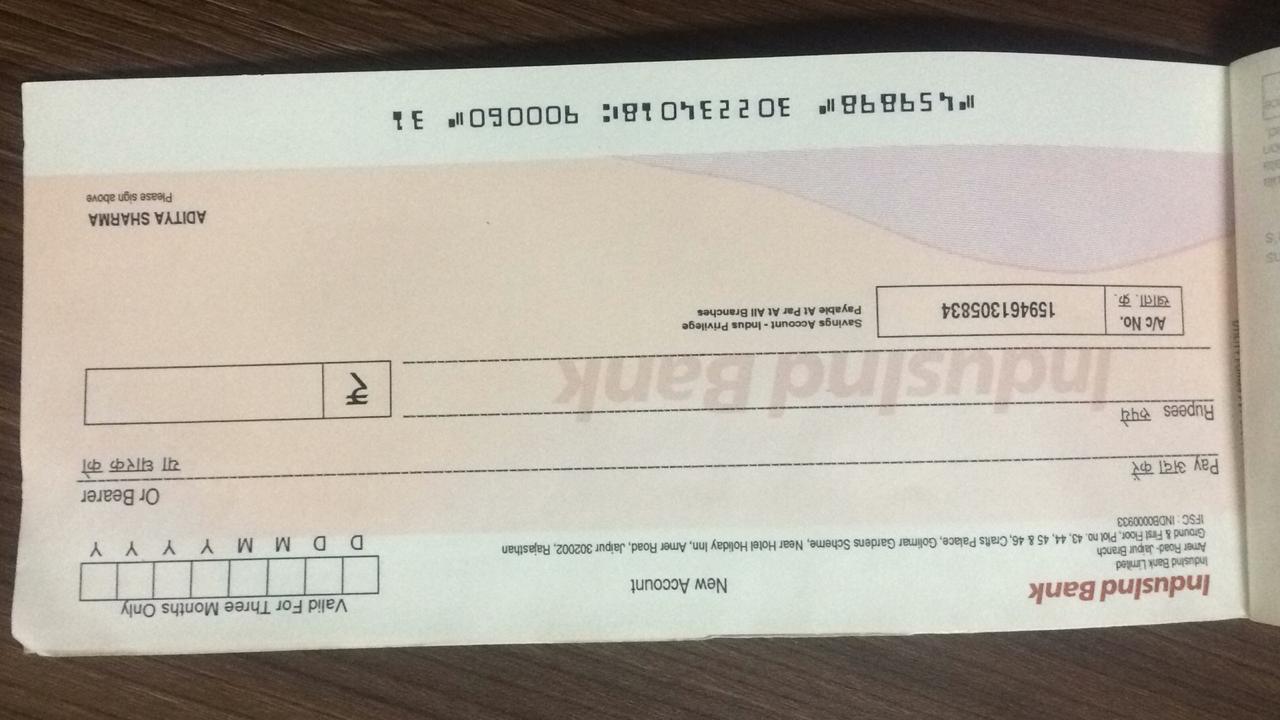 IndusInd Bank
IndusInd Bank Limited
Amer Road- Jaipur Branch
Ground & First Floor, Plot no. 43, 44, 45 & 46, Crafts Palace, Golimar Gardens Scheme, Near Hotel Holiday Inn, Amer Road, Jaipur 302002, Rajasthan
IFSC : INDB0000933
New Account
Valid For Three Months Only
D D M M Y Y Y Y
Pay अदा करें
Or Bearer
या धारक को
Rupees रुपये
₹
IndusInd Bank
A/c No.
खाता. क्र.
159461305834
Savings Account - Indus Privilege
Payable At Par At All Branches
ADITYA SHARMA
Please sign above
⑈459898⑈ 302234018⑆ 900060⑈ 31